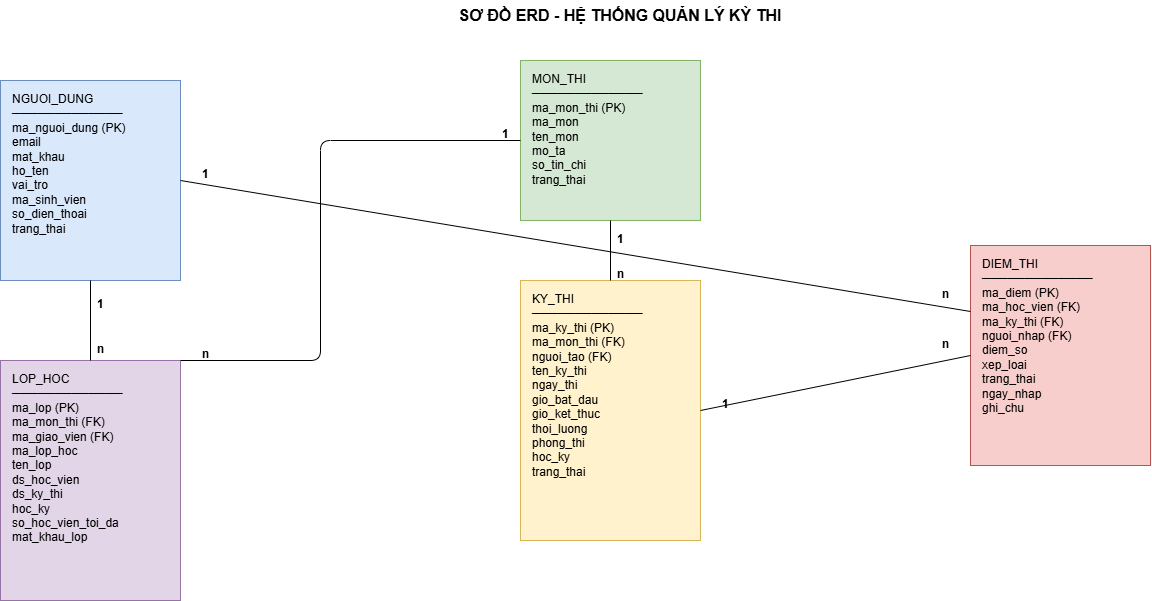 SƠ ĐỒ ERD - HỆ THỐNG QUẢN LÝ KỲ THI
NGUOI_DUNG
ma_nguoi_dung (PK)
email
mat_khau
ho_ten
vai_tro
ma_sinh_vien
so_dien_thoai
trang_thai
MON_THI
ma_mon_thi (PK)
ma_mon
ten_mon
mo_ta
so_tin_chi
trang_thai
1
1
1
n
1
n
n
LOP_HOC
ma_lop (PK)
ma_mon_thi (FK)
ma_giao_vien (FK)
ma_lop_hoc
ten_lop
ds_hoc_vien
ds_ky_thi
hoc_ky
so_hoc_vien_toi_da
mat_khau_lop
KY_THI
ma_ky_thi (PK)
ma_mon_thi (FK)
nguoi_tao (FK)
ten_ky_thi
ngay_thi
gio_bat_dau
gio_ket_thuc
thoi_luong
phong_thi
hoc_ky
trang_thai
n
n
1
DIEM_THI
ma_diem (PK)
ma_hoc_vien (FK)
ma_ky_thi (FK)
nguoi_nhap (FK)
diem_so
xep_loai
trang_thai
ngay_nhap
ghi_chu